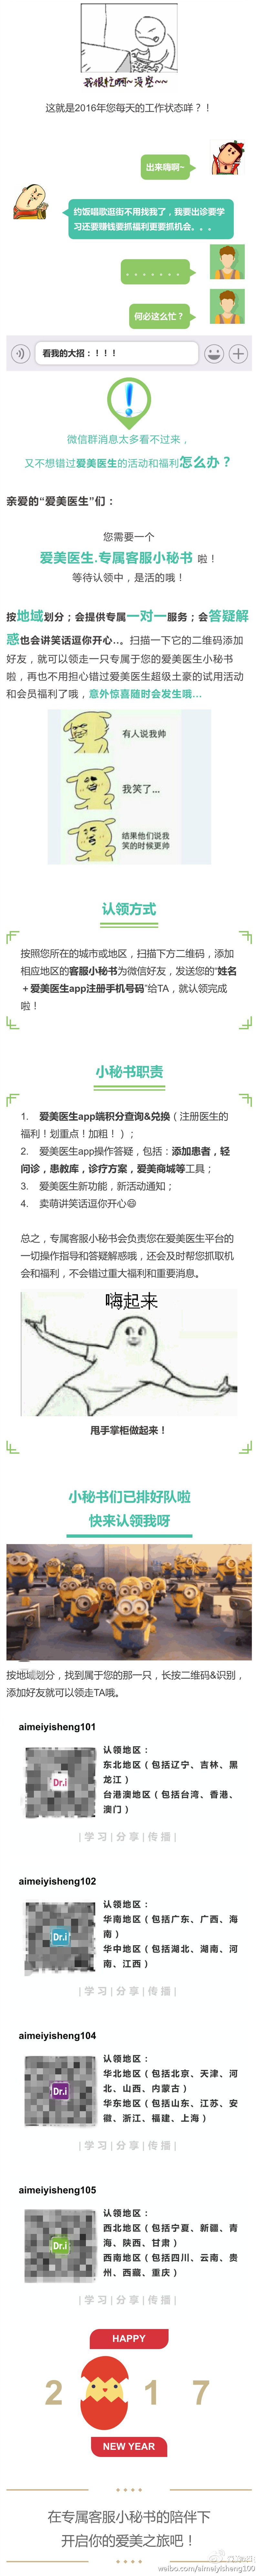 我很忙啊~没空~~
这就是2016年您每天的工作状态咩？！
出来嗨啊~
约饭唱歌逛街不用找我了，我要出诊要学
习还要赚钱要抓福利更要抓机会。。。
。。。。。。。
何必这么忙？
看我的大招：！！！
微信群消息太多看不过来，
又不想错过爱美医生的活动和福利怎么办？
亲爱的“爱美医生”们：
您需要一个
爱美医生.专属客服小秘书 啦！
等待认领中，是活的哦！
按地域划分；会提供专属一对一服务；会答疑解
惑也会讲笑话逗你开心..。扫描一下它的二维码添加
好友，就可以领走一只专属于您的爱美医生小秘书
啦，再也不用担心错过爱美医生超级土豪的试用活动
和会员福利了哦，意外惊喜随时会发生哦...
有人说我帅
我笑了...
结果他们说我
笑的时候更帅
认领方式
按照您所在的城市或地区，扫描下方二维码，添加
相应地区的客服小秘书为微信好友，发送您的“姓名
＋爱美医生app注册手机号码”给TA，就认领完成
啦！
小秘书职责
1. 爱美医生app端积分查询&兑换（注册医生的
福利！划重点！加粗！）；
2. 爱美医生app操作答疑，包括：添加患者，轻
问诊，患教库，诊疗方案，爱美商城等工具；
3. 爱美医生新功能，新活动通知；
4. 卖萌讲笑话逗你开心😄
总之，专属客服小秘书会负责您在爱美医生平台的
一切操作指导和答疑解惑哦，还会及时帮您抓取机
会和福利，不会错过重大福利和重要消息。
嗨起来
甩手掌柜做起来！
小秘书们已排好队啦
快来认领我呀
按地域划分，找到属于您的那一只，长按二维码&识别，
添加好友就可以领走TA哦。
aimeiyisheng101
Dr.i
认领地区：
东北地区（包括辽宁、吉林、黑
龙江）
台港澳地区（包括台湾、香港、
澳门）
| 学 习 | 分 享 | 传 播 |
aimeiyisheng102
Dr.i
认领地区：
华南地区（包括广东、广西、海
南）
华中地区（包括湖北、湖南、河
南、江西）
| 学 习 | 分 享 | 传 播 |
aimeiyisheng104
Dr.i
认领地区：
华北地区（包括北京、天津、河
北、山西、内蒙古）
华东地区（包括山东、江苏、安
徽、浙江、福建、上海）
| 学 习 | 分 享 | 传 播 |
aimeiyisheng105
Dr.i
认领地区：
西北地区（包括宁夏、新疆、青
海、陕西、甘肃）
西南地区（包括四川、云南、贵
州、西藏、重庆）
| 学 习 | 分 享 | 传 播 |
HAPPY
2 1 7
NEW YEAR
在专属客服小秘书的陪伴下
开启你的爱美之旅吧！
weibo.com/aimeiyisheng100